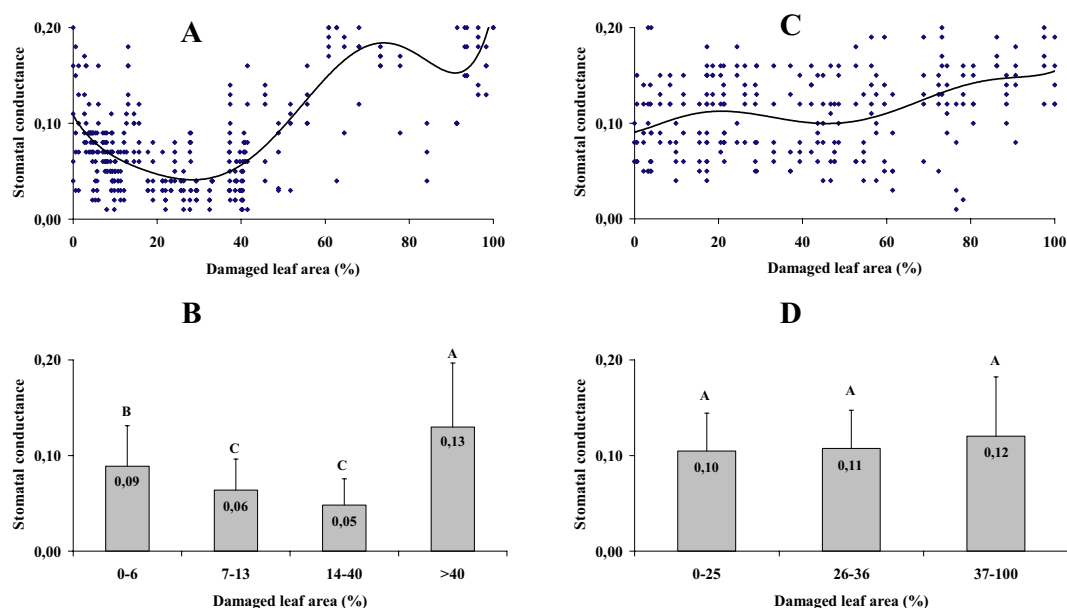 A
Stomatal conductance
0,20
0,10
0,00
0 20 40 60 80 100
Damaged leaf area (%)
C
Stomatal conductance
0,20
0,10
0,00
0 20 40 60 80 100
Damaged leaf area (%)
B
Stomatal conductance
0,20
0,10
0,00
B
C
C
A
0,09
0,06
0,05
0,13
0-6 7-13 14-40 >40
Damaged leaf area (%)
D
Stomatal conductance
0,20
0,10
0,00
A
A
A
0,10
0,11
0,12
0-25 26-36 37-100
Damaged leaf area (%)